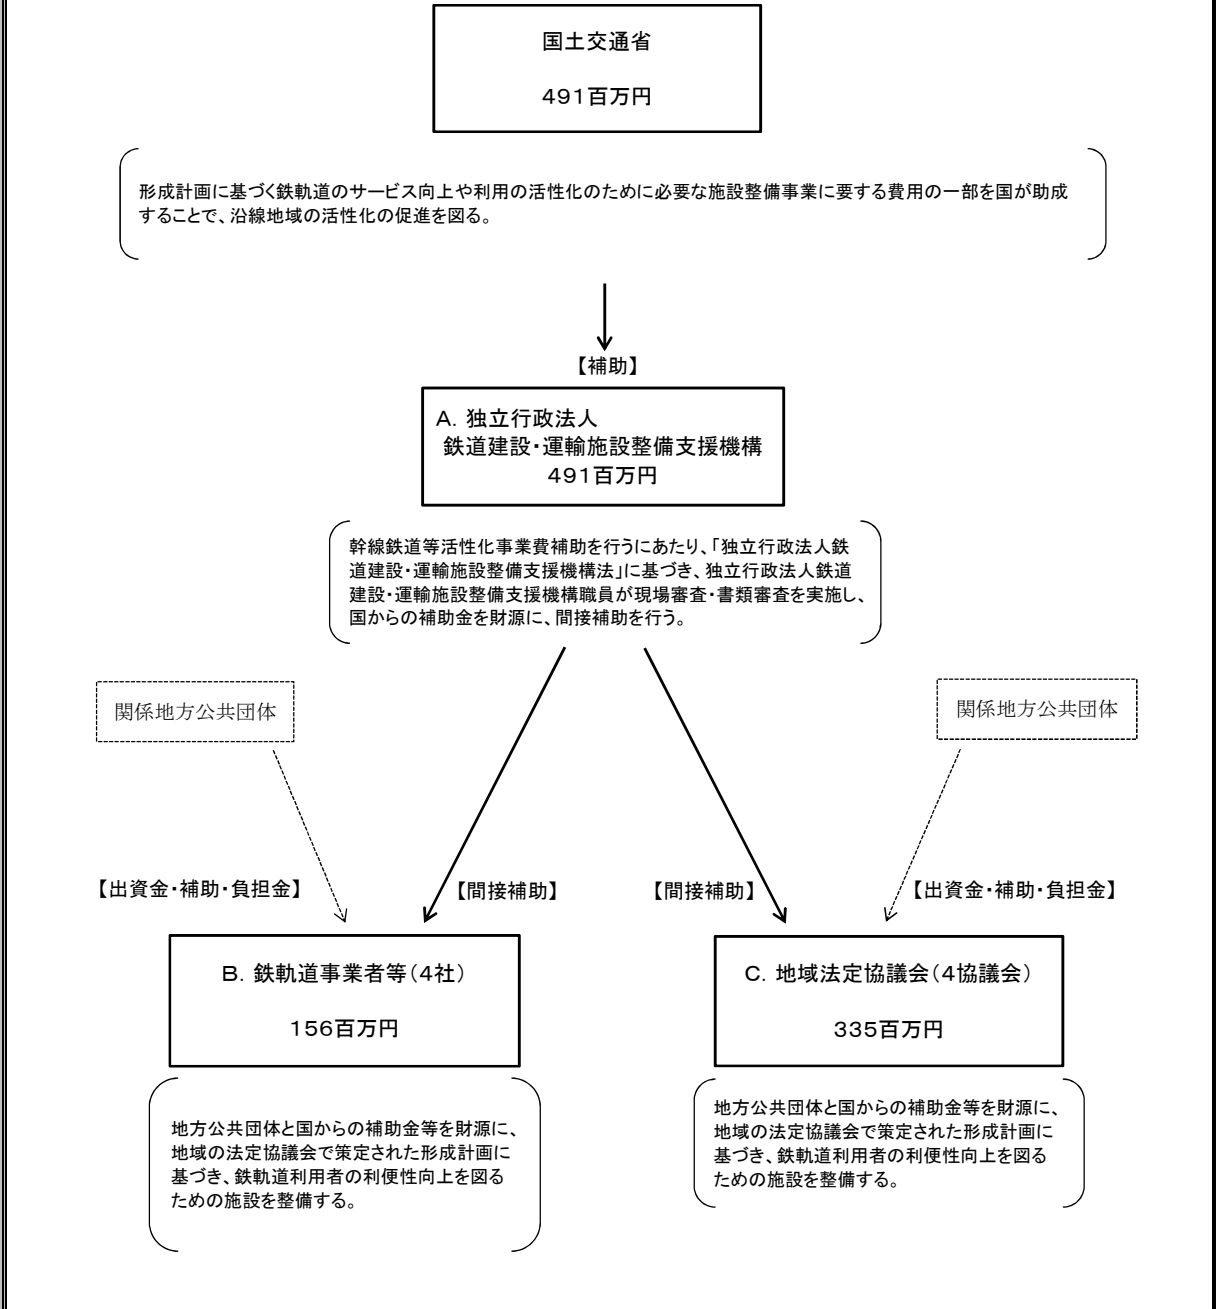 国土交通省
491百万円
形成計画に基づく鉄軌道のサービス向上や利用の活性化のために必要な施設整備事業に要する費用の一部を国が助成
することで、沿線地域の活性化の促進を図る。
【補助】
A．独立行政法人
鉄道建設・運輸施設整備支援機構
491百万円
幹線鉄道等活性化事業費補助を行うにあたり、「独立行政法人鉄
道建設・運輸施設整備支援機構法」に基づき、独立行政法人鉄道
建設・運輸施設整備支援機構職員が現場審査・書類審査を実施し、
国からの補助金を財源に、間接補助を行う。
関係地方公共団体
関係地方公共団体
【出資金・補助・負担金】
【間接補助】
【間接補助】
【出資金・補助・負担金】
B．鉄軌道事業者等（4社）
156百万円
C．地域法定協議会（4協議会）
335百万円
地方公共団体と国からの補助金等を財源に、
地域の法定協議会で策定された形成計画に
基づき、鉄軌道利用者の利便性向上を図る
ための施設を整備する。
地方公共団体と国からの補助金等を財源に、
地域の法定協議会で策定された形成計画に
基づき、鉄軌道利用者の利便性向上を図る
ための施設を整備する。